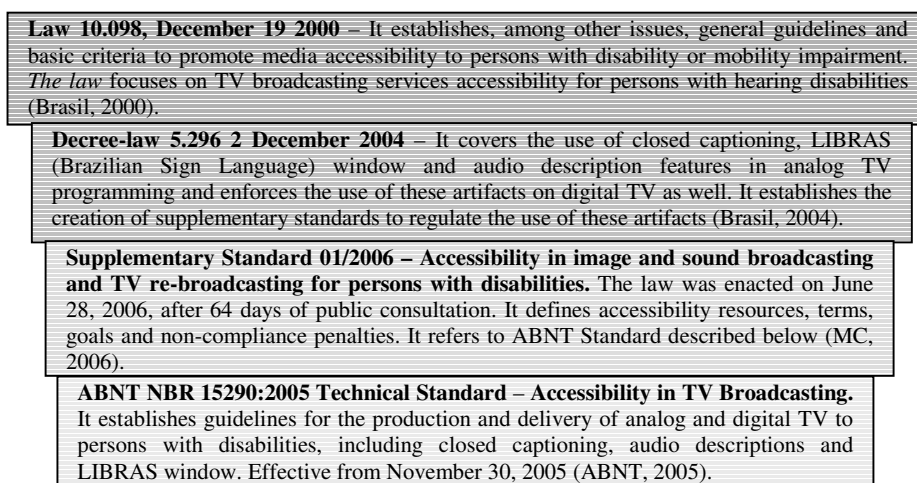 Law 10.098, December 19 2000 – It establishes, among other issues, general guidelines and
basic criteria to promote media accessibility to persons with disability or mobility impairment.
The law focuses on TV broadcasting services accessibility for persons with hearing disabilities
(Brasil, 2000).
Decree-law 5.296 2 December 2004 – It covers the use of closed captioning, LIBRAS
(Brazilian Sign Language) window and audio description features in analog TV
programming and enforces the use of these artifacts on digital TV as well. It establishes the
creation of supplementary standards to regulate the use of these artifacts (Brasil, 2004).
Supplementary Standard 01/2006 – Accessibility in image and sound broadcasting
and TV re-broadcasting for persons with disabilities. The law was enacted on June
28, 2006, after 64 days of public consultation. It defines accessibility resources, terms,
goals and non-compliance penalties. It refers to ABNT Standard described below (MC,
2006).
ABNT NBR 15290:2005 Technical Standard – Accessibility in TV Broadcasting.
It establishes guidelines for the production and delivery of analog and digital TV to
persons with disabilities, including closed captioning, audio descriptions and
LIBRAS window. Effective from November 30, 2005 (ABNT, 2005).